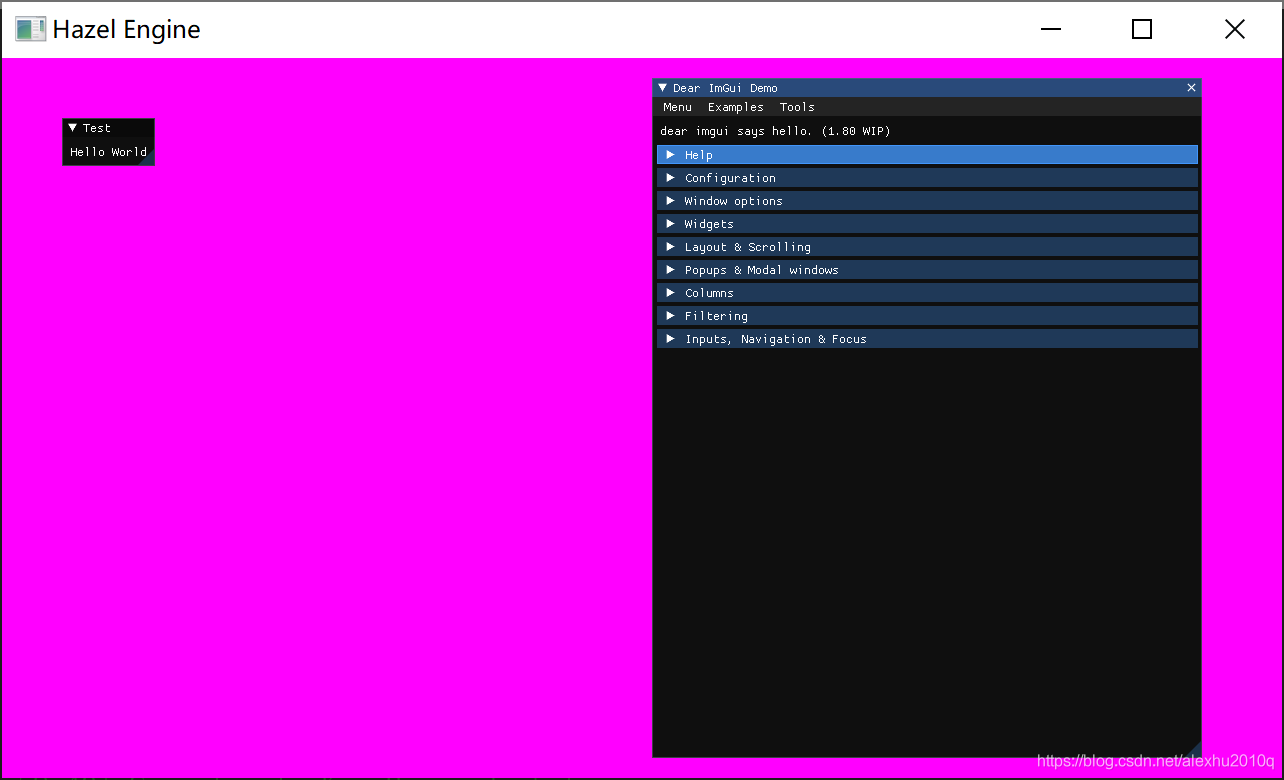 Hazel Engine
Test
Hello World
Dear ImGui Demo
Menu Examples Tools
dear imgui says hello. (1.80 WIP)
Help
Configuration
Window options
Widgets
Layout & Scrolling
Popups & Modal windows
Columns
Filtering
Inputs, Navigation & Focus
https://blog.csdn.net/alexhu2010q